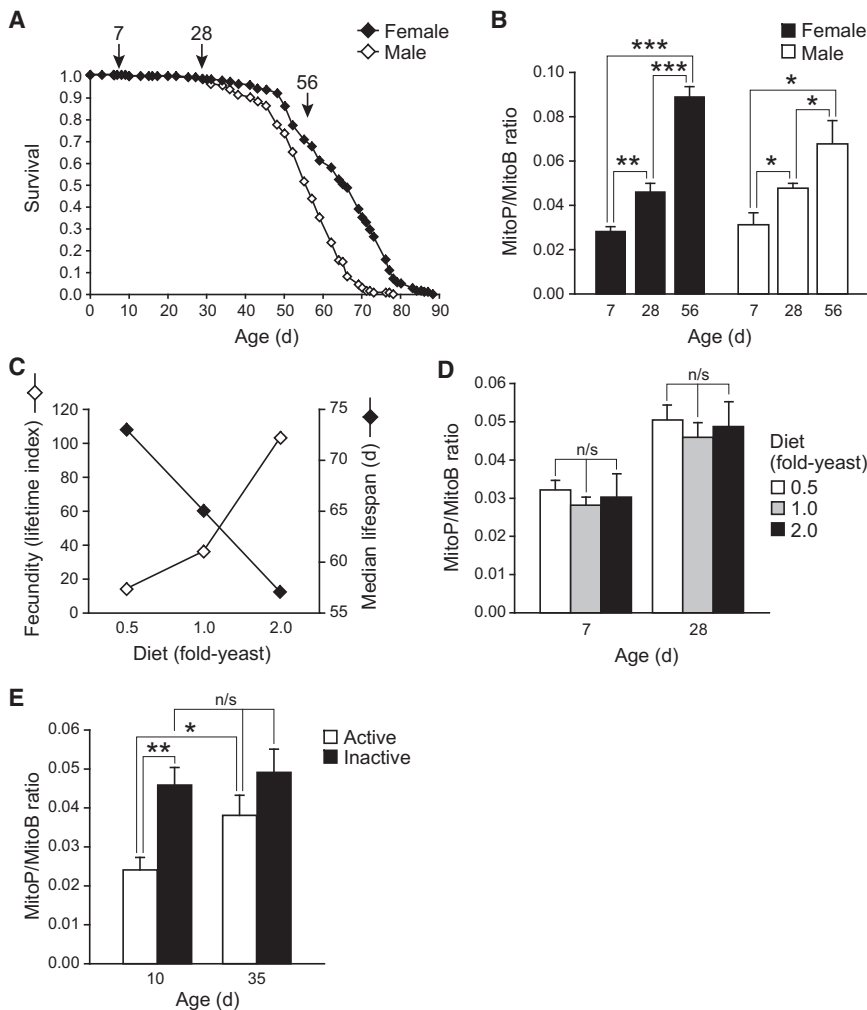 A
7
28
56
Female
Male
1.0
0.9
0.8
0.7
0.6
0.5
0.4
0.3
0.2
0.1
0.0
Survival
0 10 20 30 40 50 60 70 80 90
Age (d)
B
Female
Male
***
***
**
*
*
*
0.10
0.08
0.06
0.04
0.02
0.00
MitoP/MitoB ratio
7 28 56 7 28 56
Age (d)
C
Fecundity (lifetime index)
120
100
80
60
40
20
0
75
70
65
60
55
Median lifespan (d)
0.5 1.0 2.0
Diet (fold-yeast)
D
0.06
0.05
0.04
0.03
0.02
0.01
0.00
MitoP/MitoB ratio
n/s
n/s
7 28
Age (d)
Diet
(fold-yeast)
0.5
1.0
2.0
E
n/s
*
**
Active
Inactive
0.06
0.05
0.04
0.03
0.02
0.01
0.00
MitoP/MitoB ratio
10 35
Age (d)